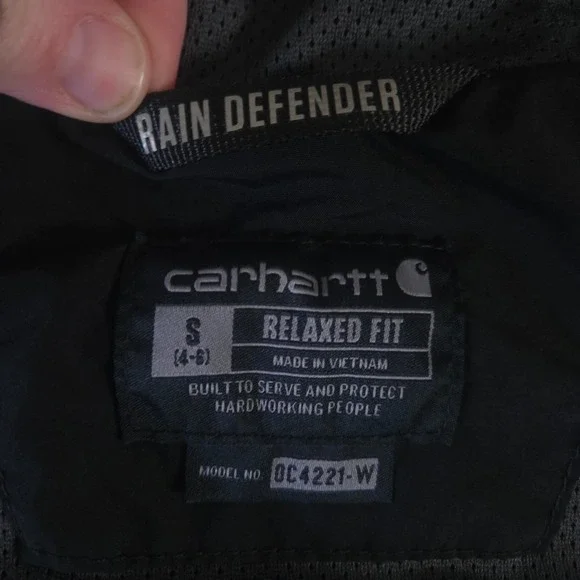 RAIN DEFENDER
carhartt
S
(4-6)
RELAXED FIT
MADE IN VIETNAM
BUILT TO SERVE AND PROTECT
HARDWORKING PEOPLE
MODEL NO. OC4221-W